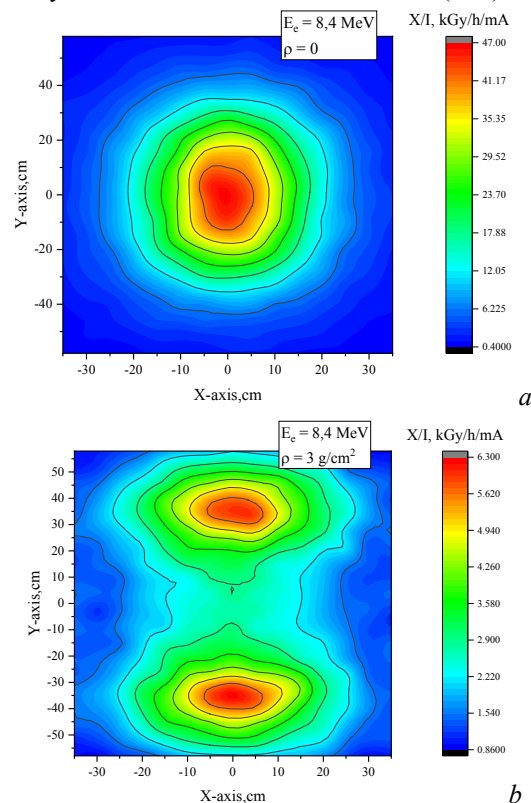 E_e = 8,4 MeV
ρ = 0
X/I, kGy/h/mA
47.00
41.17
35.35
29.52
23.70
17.88
12.05
6.225
0.4000
40
20
0
-20
-40
Y-axis,cm
-30 -20 -10 0 10 20 30
X-axis,cm
a
E_e = 8,4 MeV
ρ = 3 g/cm²
X/I, kGy/h/mA
6.300
5.620
4.940
4.260
3.580
2.900
2.220
1.540
0.8600
50
40
30
20
10
0
-10
-20
-30
-40
-50
Y-axis,cm
-30 -20 -10 0 10 20 30
X-axis,cm
b